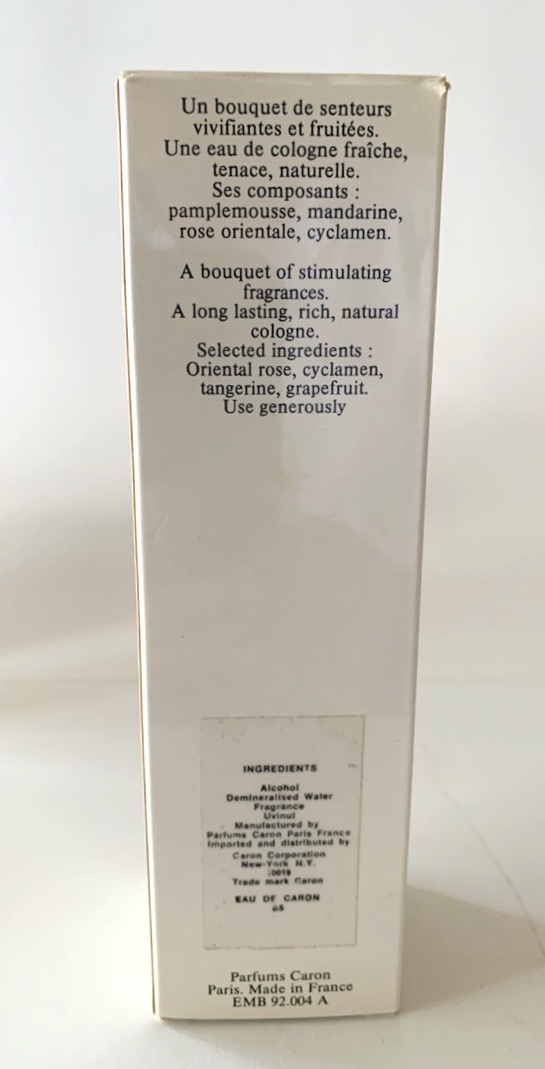 Un bouquet de senteurs
vivifiantes et fruitées.
Une eau de cologne fraîche,
tenace, naturelle.
Ses composants :
pamplemousse, mandarine,
rose orientale, cyclamen.
A bouquet of stimulating
fragrances.
A long lasting, rich, natural
cologne.
Selected ingredients :
Oriental rose, cyclamen,
tangerine, grapefruit.
Use generously
INGREDIENTS
Alcohol
Demineralised Water
Fragrance
Uvinul
Manufactured by
Parfums Caron Paris France
Imported and distributed by
Caron Corporation
New-York N.Y.
Trade mark Caron
EAU DE CARON
Parfums Caron
Paris. Made in France
EMB 92.004 A